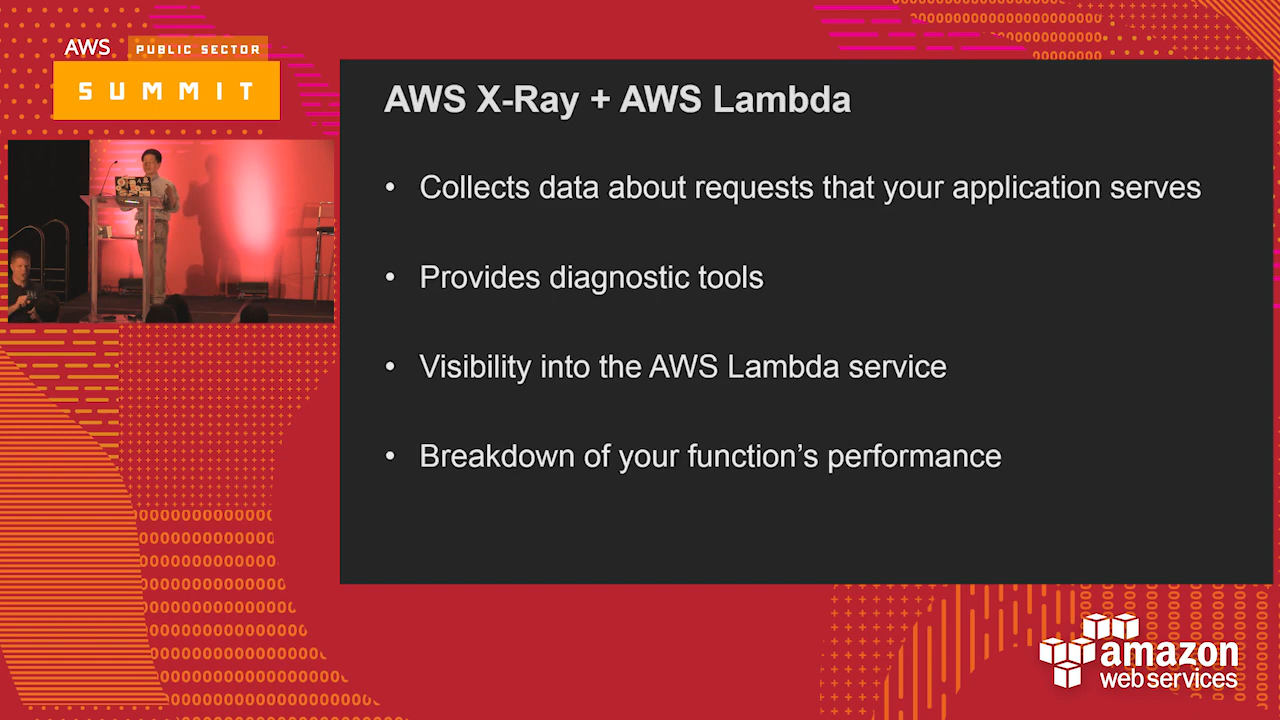 AWS PUBLIC SECTOR
SUMMIT
AWS X-Ray + AWS Lambda
• Collects data about requests that your application serves
• Provides diagnostic tools
• Visibility into the AWS Lambda service
• Breakdown of your function’s performance
amazon
web services